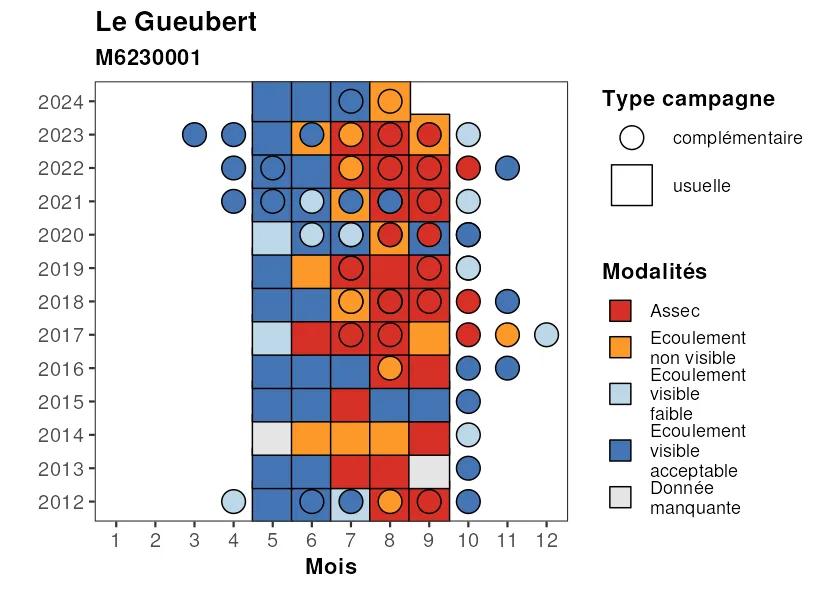 Le Gueubert
M6230001
2024
2023
2022
2021
2020
2019
2018
2017
2016
2015
2014
2013
2012
1 2 3 4 5 6 7 8 9 10 11 12
Mois
Type campagne
complémentaire
usuelle
Modalités
Assec
Ecoulement
non visible
Ecoulement
visible
faible
Ecoulement
visible
acceptable
Donnée
manquante